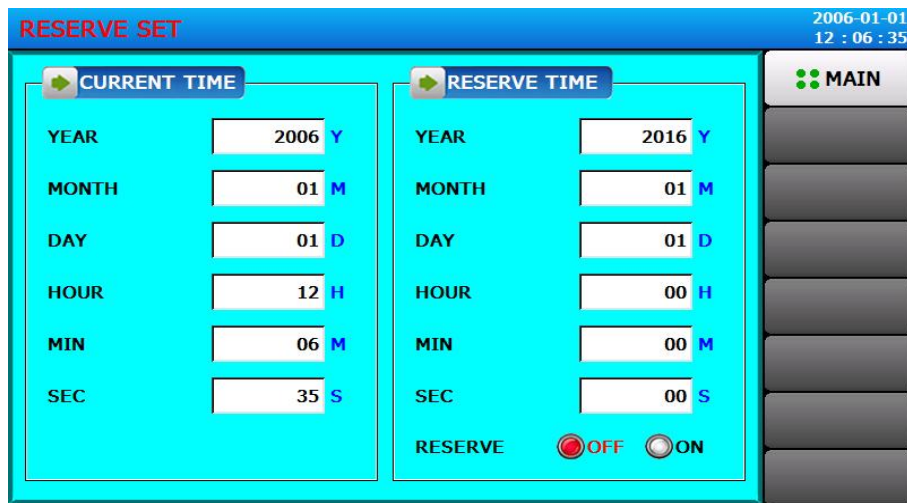 RESERVE SET
2006-01-01
12 : 06 : 35
CURRENT TIME
YEAR 2006 Y
MONTH 01 M
DAY 01 D
HOUR 12 H
MIN 06 M
SEC 35 S
RESERVE TIME
YEAR 2016 Y
MONTH 01 M
DAY 01 D
HOUR 00 H
MIN 00 M
SEC 00 S
RESERVE OFF ON
MAIN